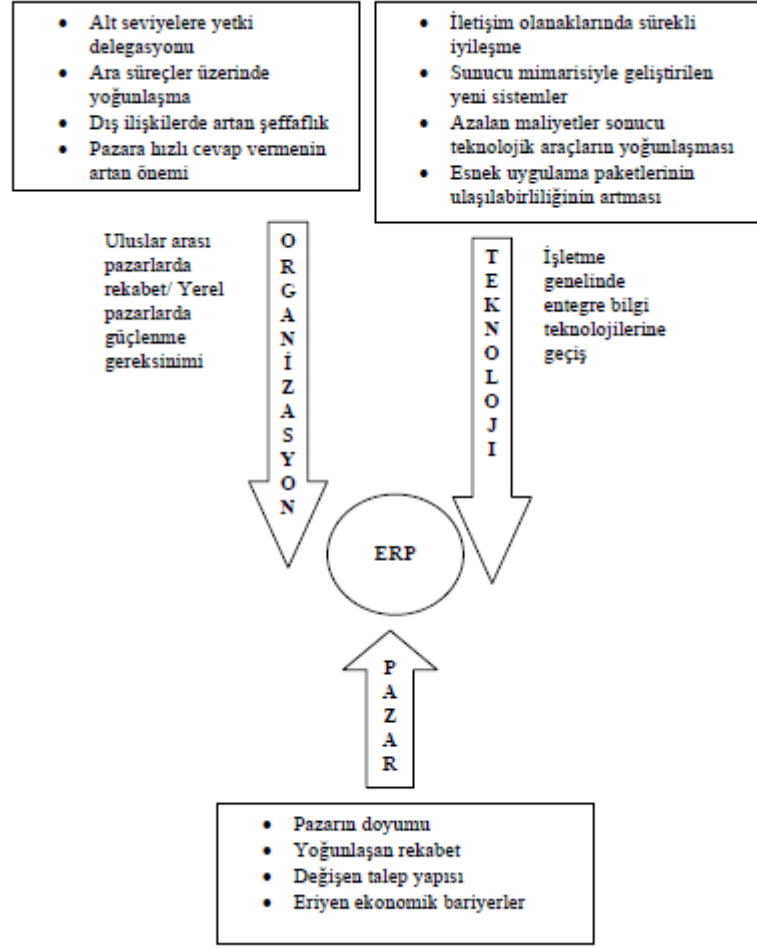 • Alt seviyelere yetki
delegasyonu
• Ara süreçler üzerinde
yoğunlaşma
• Dış ilişkilerde artan şeffaflık
• Pazara hızlı cevap vermenin
artan önemi
• İletişim olanaklarında sürekli
iyileşme
• Sunucu mimarisiyle geliştirilen
yeni sistemler
• Azalan maliyetler sonucu
teknolojik araçların yoğunlaşması
• Esnek uygulama paketlerinin
ulaşılabilirliliğinin artması
Uluslar arası
pazarlarda
rekabet/ Yerel
pazarlarda
güçlenme
gereksinimi
O
R
G
A
N
İ
Z
A
S
Y
O
N
T
E
K
N
O
L
O
J
I
İşletme
genelinde
entegre bilgi
teknolojilerine
geçiş
ERP
P
A
Z
A
R
• Pazarın doyumu
• Yoğunlaşan rekabet
• Değişen talep yapısı
• Eriyen ekonomik bariyerler